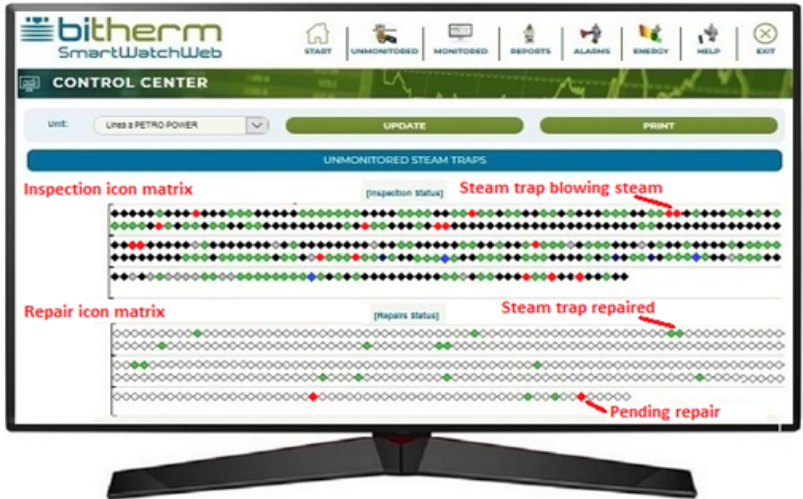 bitherm
SmartWatchWeb
START UNMONITORED MONITORED REPORTS ALARMS ENERGY HELP EXIT
CONTROL CENTER
Unit: Linea a PETRO POWER UPDATE PRINT
UNMONITORED STEAM TRAPS
Inspection icon matrix [Inspection Status] Steam trap blowing steam
Repair icon matrix [Repairs Status] Steam trap repaired
Pending repair